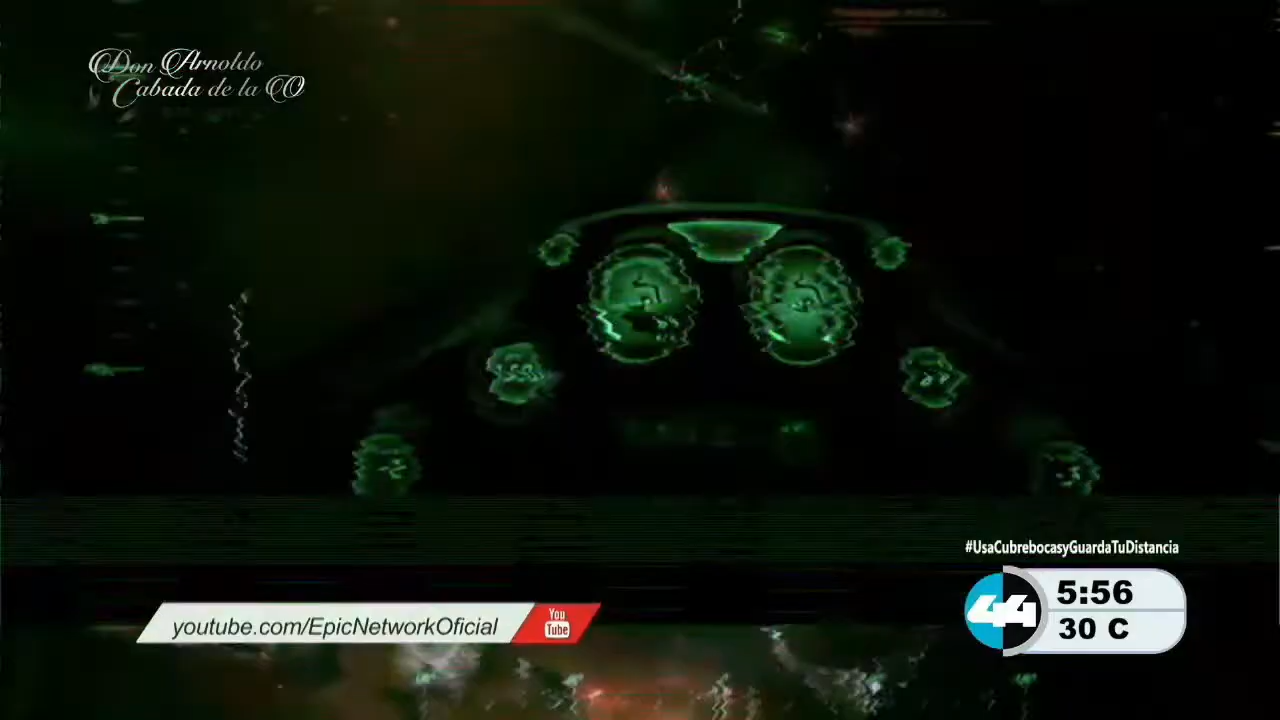 Don Arnoldo
Cabada de la O
#UsaCubrebocasyGuardaTuDistancia
44
5:56
30 C
youtube.com/EpicNetworkOficial
You
Tube